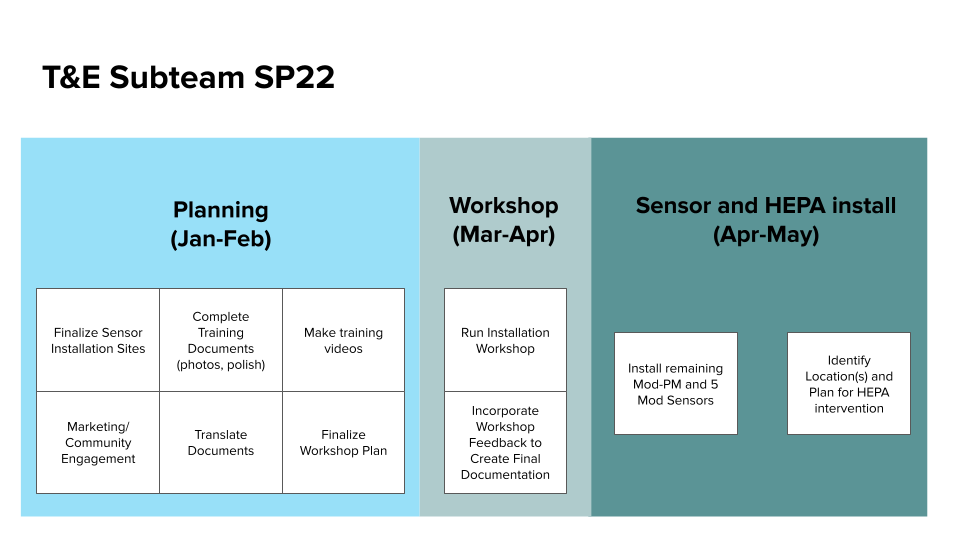 T&E Subteam SP22
Planning
(Jan-Feb)
Finalize Sensor
Installation Sites
Complete
Training
Documents
(photos, polish)
Make training
videos
Marketing/
Community
Engagement
Translate
Documents
Finalize
Workshop Plan
Workshop
(Mar-Apr)
Run Installation
Workshop
Incorporate
Workshop
Feedback to
Create Final
Documentation
Sensor and HEPA install
(Apr-May)
Install remaining
Mod-PM and 5
Mod Sensors
Identify
Location(s) and
Plan for HEPA
intervention